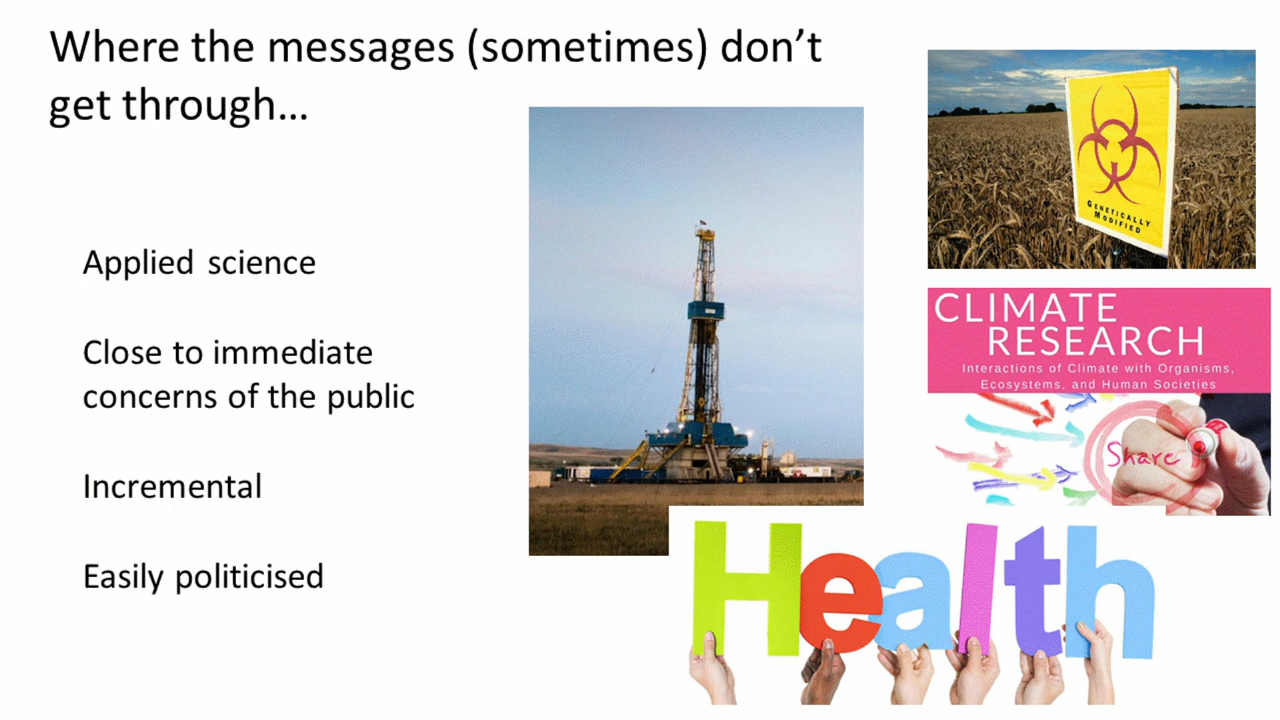 Where the messages (sometimes) don’t
get through…
Applied science
Close to immediate
concerns of the public
Incremental
Easily politicised
GENETICALLY
MODIFIED
CLIMATE
RESEARCH
Interactions of Climate with Organisms,
Ecosystems, and Human Societies
Share
Health